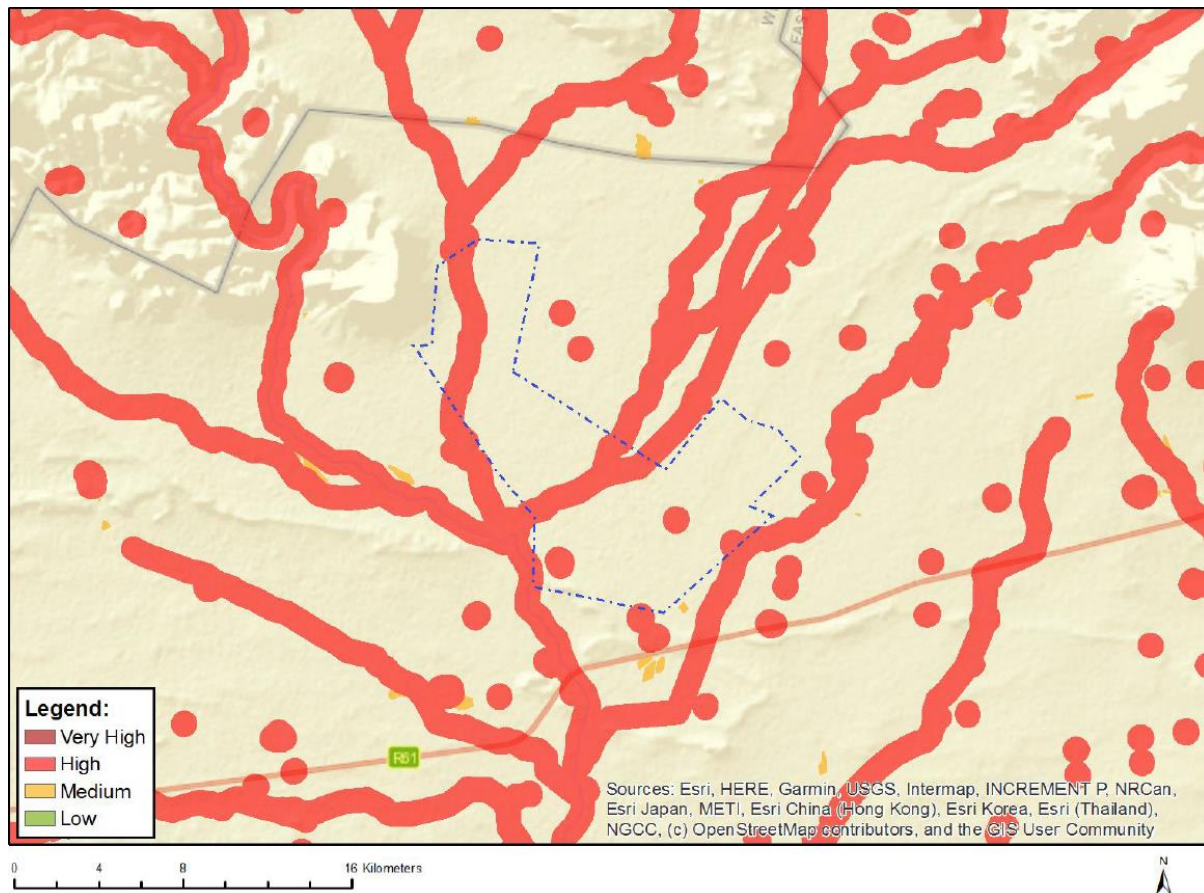 W
EAS
Legend:
Very High
High
Medium
Low
R61
Sources: Esri, HERE, Garmin, USGS, Intermap, INCREMENT P, NRCan,
Esri Japan, METI, Esri China (Hong Kong), Esri Korea, Esri (Thailand),
NGCC, (c) OpenStreetMap contributors, and the GIS User Community
0 4 8 16 Kilometers
N